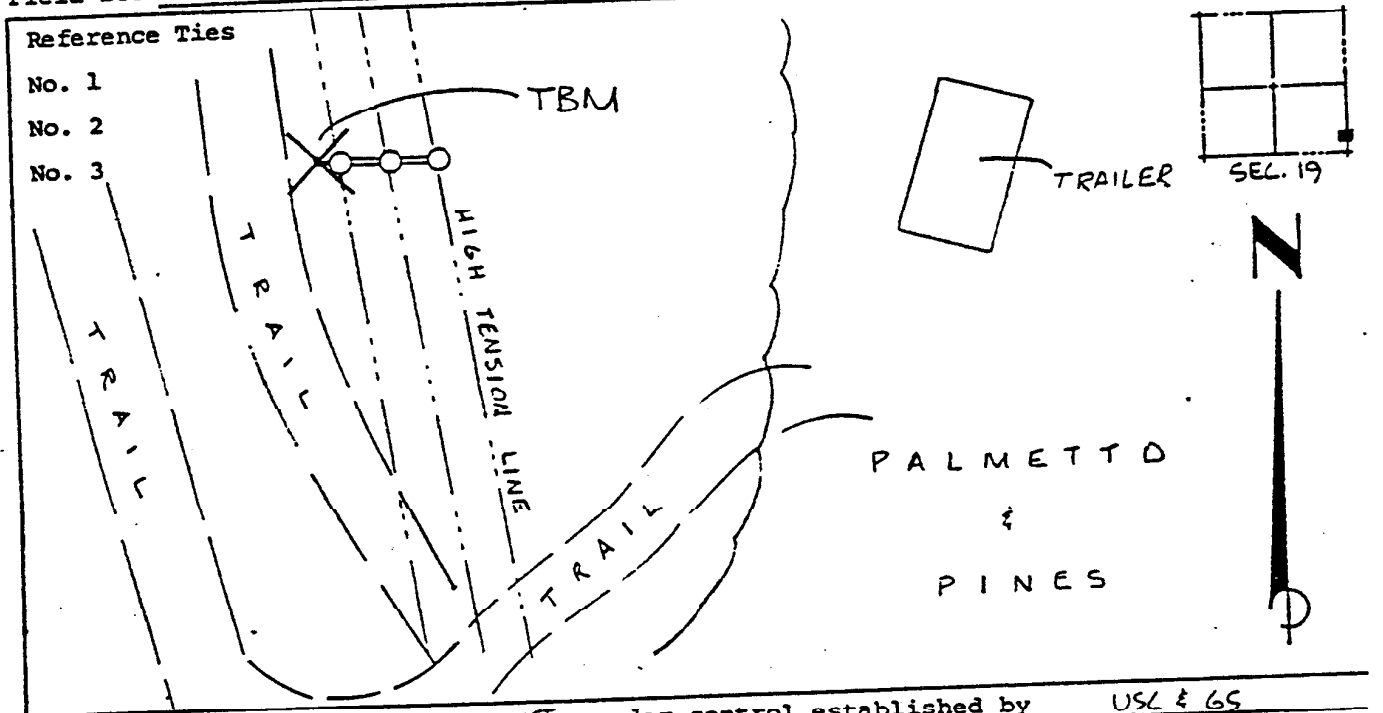 Reference Ties
No. 1
No. 2
No. 3
TBM
TRAILER
SEC. 19
N
TRAIL
TRAIL
HIGH TENSION LINE
TRAIL
PALMETTO
&
PINES
control established by USC & GS